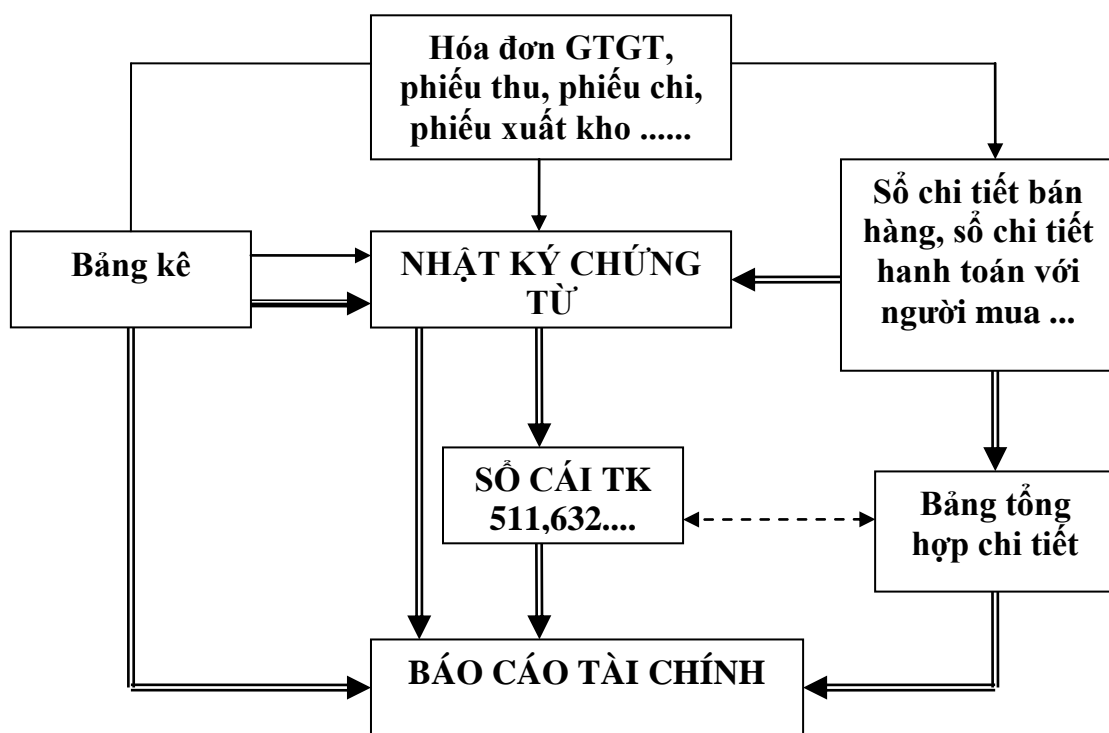 Hóa đơn GTGT,
phiếu thu, phiếu chi,
phiếu xuất kho ......
Sổ chi tiết bán
hàng, sổ chi tiết
hanh toán với
người mua ...
Bảng kê
NHẬT KÝ CHỨNG
TỪ
SỔ CÁI TK
511,632....
Bảng tổng
hợp chi tiết
BÁO CÁO TÀI CHÍNH